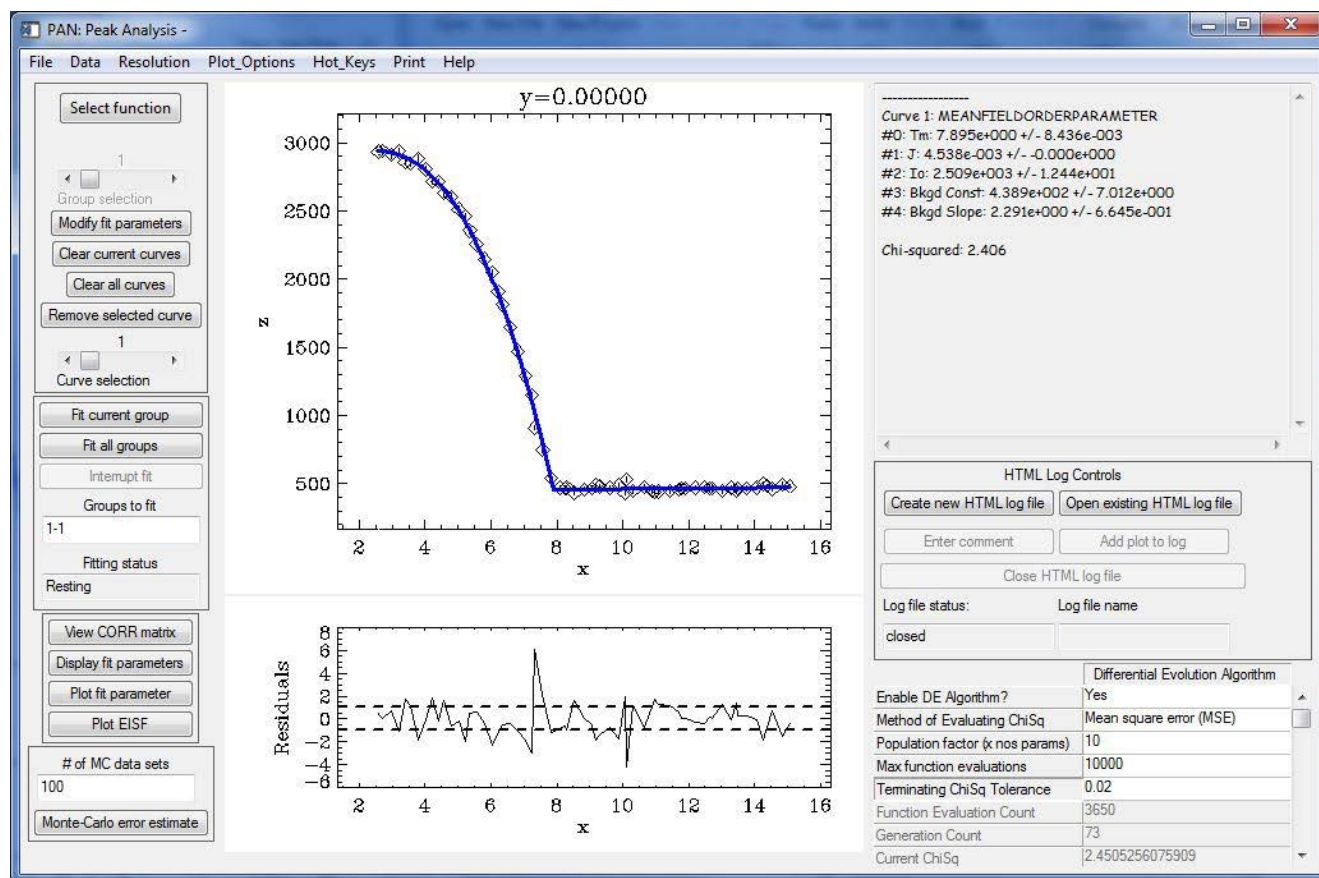 PAN: Peak Analysis -
File Data Resolution Plot_Options Hot_Keys Print Help
Select function
1
Group selection
Modify fit parameters
Clear current curves
Clear all curves
Remove selected curve
1
Curve selection
Fit current group
Fit all groups
Interrupt fit
Groups to fit
1-1
Fitting status
Resting
View CORR matrix
Display fit parameters
Plot fit parameter
Plot EISF
# of MC data sets
100
Monte-Carlo error estimate
y=0.00000
z
3000
2500
2000
1500
1000
500
2 4 6 8 10 12 14 16
x
Residuals
8
6
4
2
0
−2
−4
−6
2 4 6 8 10 12 14 16
x
-----------------
Curve 1: MEANFIELDORDERPARAMETER
#0: Tm: 7.895e+000 +/- 8.436e-003
#1: J: 4.538e-003 +/- -0.000e+000
#2: Io: 2.509e+003 +/- 1.244e+001
#3: Bkgd Const: 4.389e+002 +/- 7.012e+000
#4: Bkgd Slope: 2.291e+000 +/- 6.645e-001
Chi-squared: 2.406
HTML Log Controls
Create new HTML log file Open existing HTML log file
Enter comment Add plot to log
Close HTML log file
Log file status: Log file name
closed
Differential Evolution Algorithm
Enable DE Algorithm? Yes
Method of Evaluating ChiSq Mean square error (MSE)
Population factor (x nos params) 10
Max function evaluations 10000
Terminating ChiSq Tolerance 0.02
Function Evaluation Count 3650
Generation Count 73
Current ChiSq 2.4505256075909